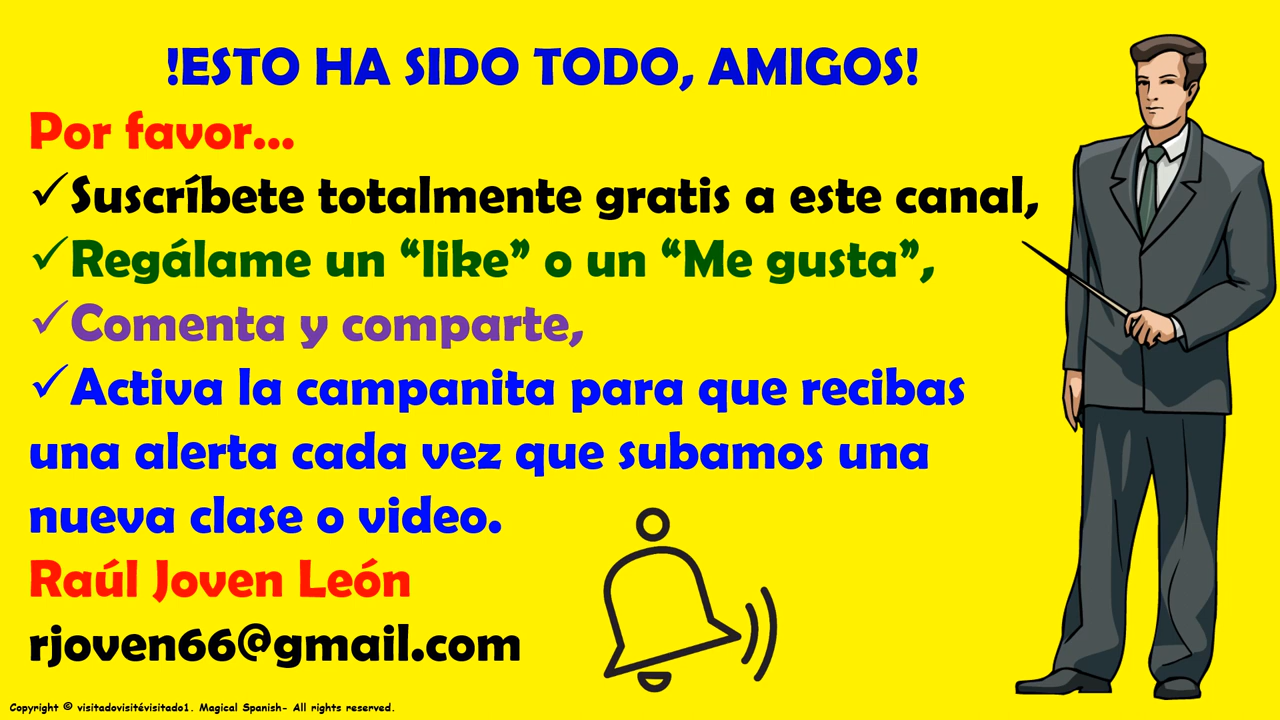 !ESTO HA SIDO TODO, AMIGOS!
Por favor...
✓Suscríbete totalmente gratis a este canal,
✓Regálame un “like” o un “Me gusta”,
✓Comenta y comparte,
✓Activa la campanita para que recibas
una alerta cada vez que subamos una
nueva clase o video.
Raúl Joven León
rjoven66@gmail.com
Copyright © visitadovisitévisitado1. Magical Spanish- All rights reserved.